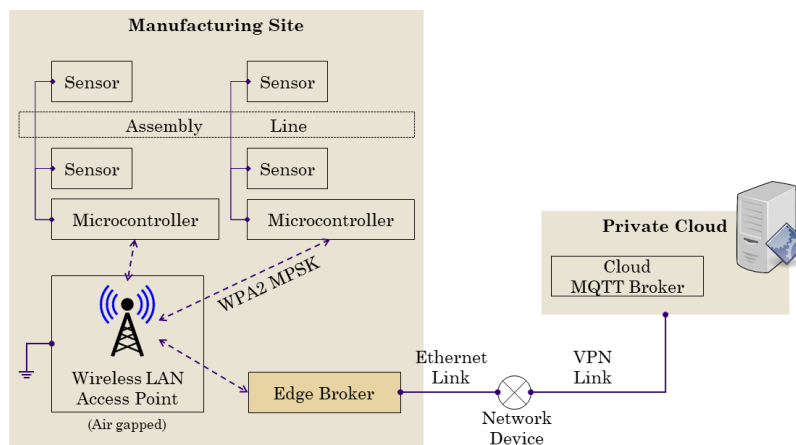 Manufacturing Site
Sensor
Sensor
Assembly Line
Sensor
Sensor
Microcontroller
Microcontroller
WPA2 MPSK
Wireless LAN
Access Point
(Air gapped)
Edge Broker
Ethernet
Link
Network
Device
VPN
Link
Private Cloud
Cloud
MQTT Broker